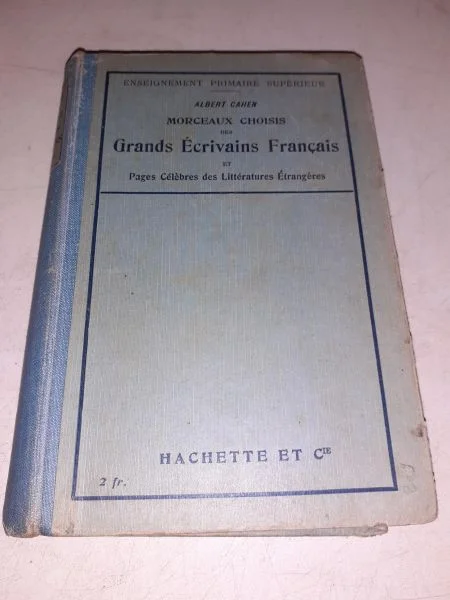 ENSEIGNEMENT PRIMAIRE SUPÉRIEUR
ALBERT CAHEN
MORCEAUX CHOISIS
DES
Grands Écrivains Français
ET
Pages Célèbres des Littératures Étrangères
HACHETTE ET CIE
2 fr.